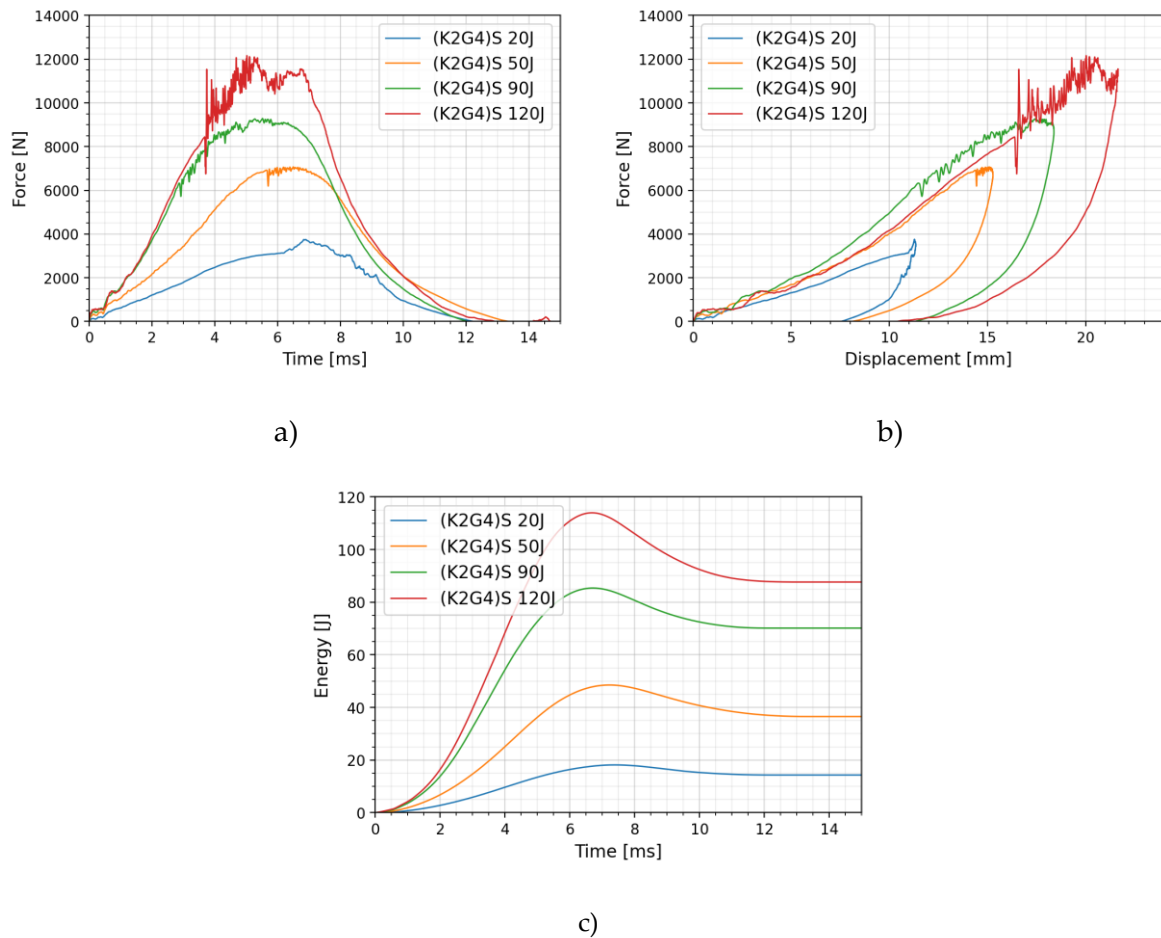 14000
12000
10000
8000
6000
4000
2000
0
Force [N]
(K2G4)S 20J
(K2G4)S 50J
(K2G4)S 90J
(K2G4)S 120J
0 2 4 6 8 10 12 14
Time [ms]
a)
14000
12000
10000
8000
6000
4000
2000
0
Force [N]
(K2G4)S 20J
(K2G4)S 50J
(K2G4)S 90J
(K2G4)S 120J
0 5 10 15 20
Displacement [mm]
b)
120
100
80
60
40
20
0
Energy [J]
(K2G4)S 20J
(K2G4)S 50J
(K2G4)S 90J
(K2G4)S 120J
0 2 4 6 8 10 12 14
Time [ms]
c)